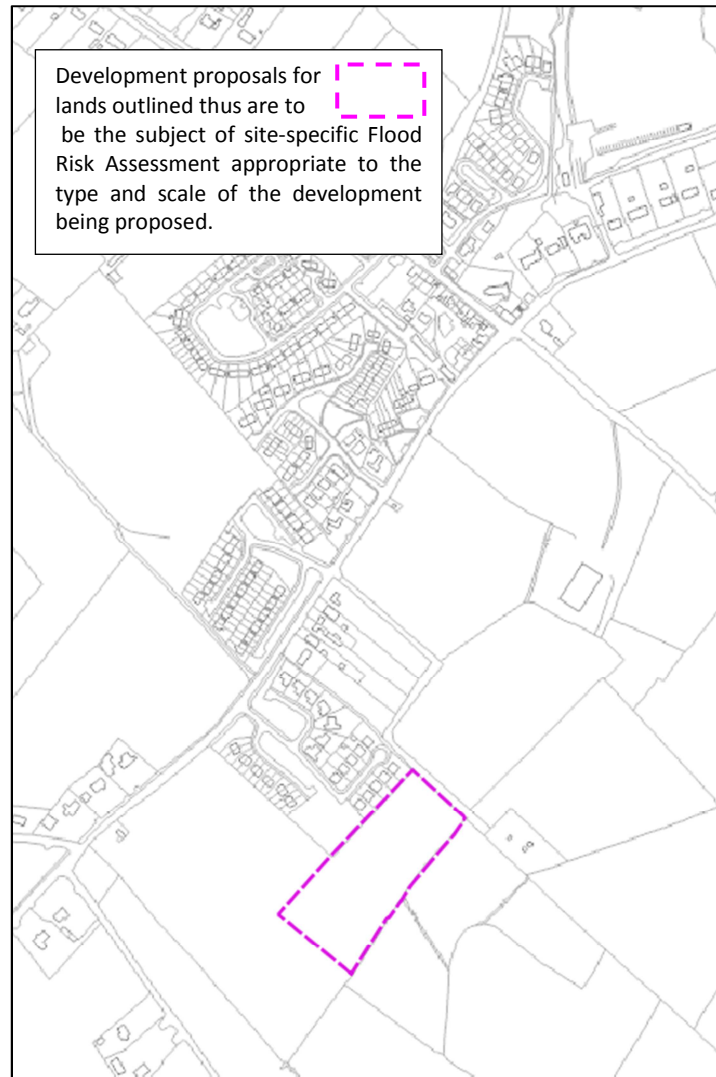 Development proposals for
lands outlined thus are to
be the subject of site-specific Flood
Risk Assessment appropriate to the
type and scale of the development
being proposed.